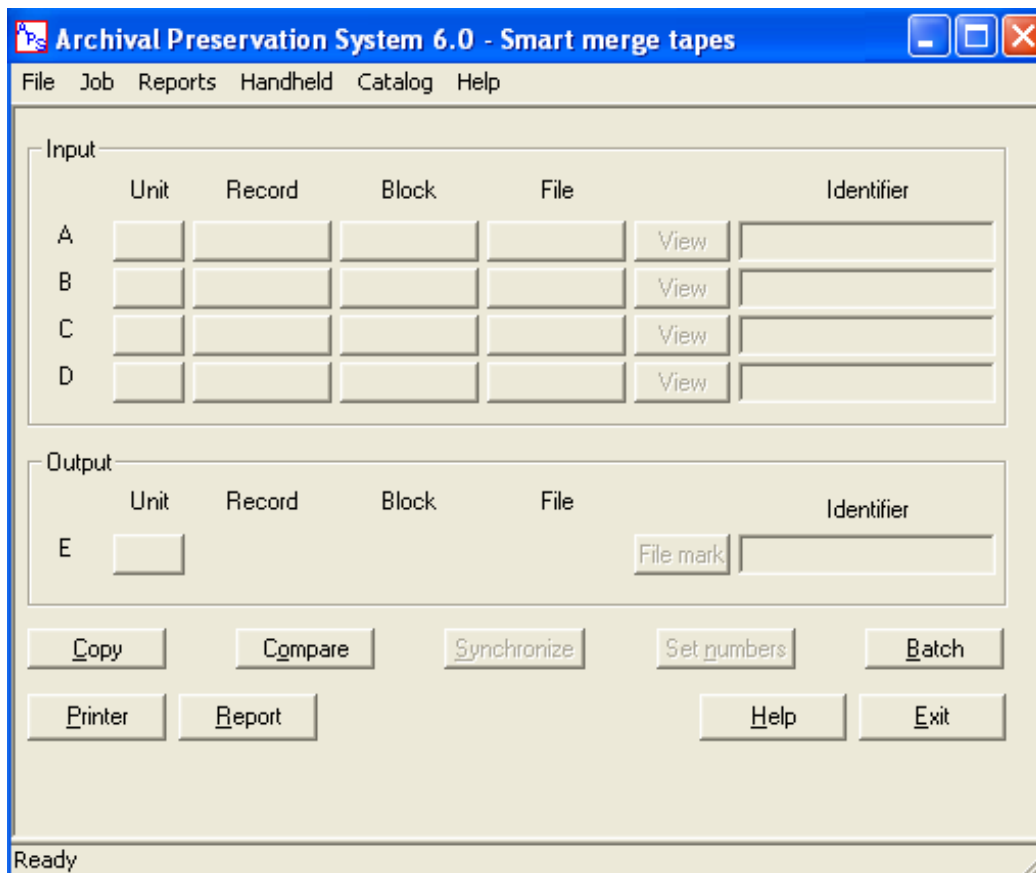 APS Archival Preservation System 6.0 - Smart merge tapes
File Job Reports Handheld Catalog Help
Input
Unit Record Block File Identifier
A View
B View
C View
D View
Output
Unit Record Block File Identifier
E File mark
Copy Compare Synchronize Set numbers Batch
Printer Report Help Exit
Ready